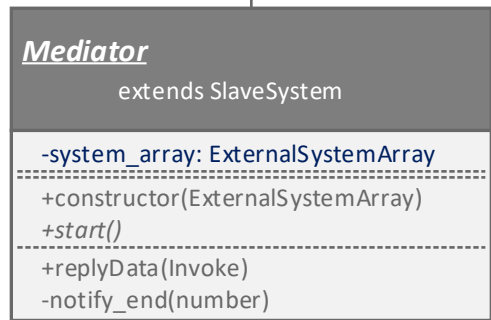 Mediator
extends SlaveSystem
-system_array: ExternalSystemArray
+constructor(ExternalSystemArray)
+start()
+replyData(Invoke)
-notify_end(number)